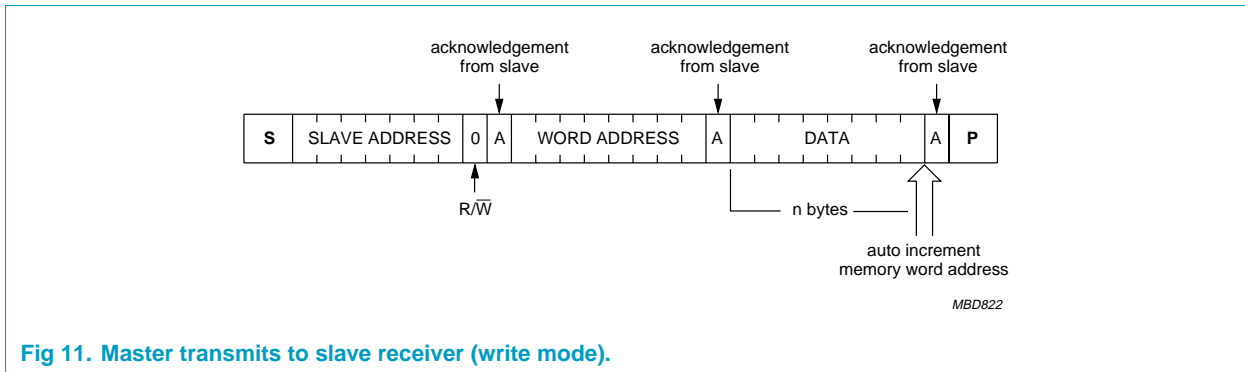 acknowledgement
from slave
acknowledgement
from slave
acknowledgement
from slave
S SLAVE ADDRESS 0 A WORD ADDRESS A DATA A P
R/W̅
n bytes
auto increment
memory word address
MBD822
Fig 11. Master transmits to slave receiver (write mode).